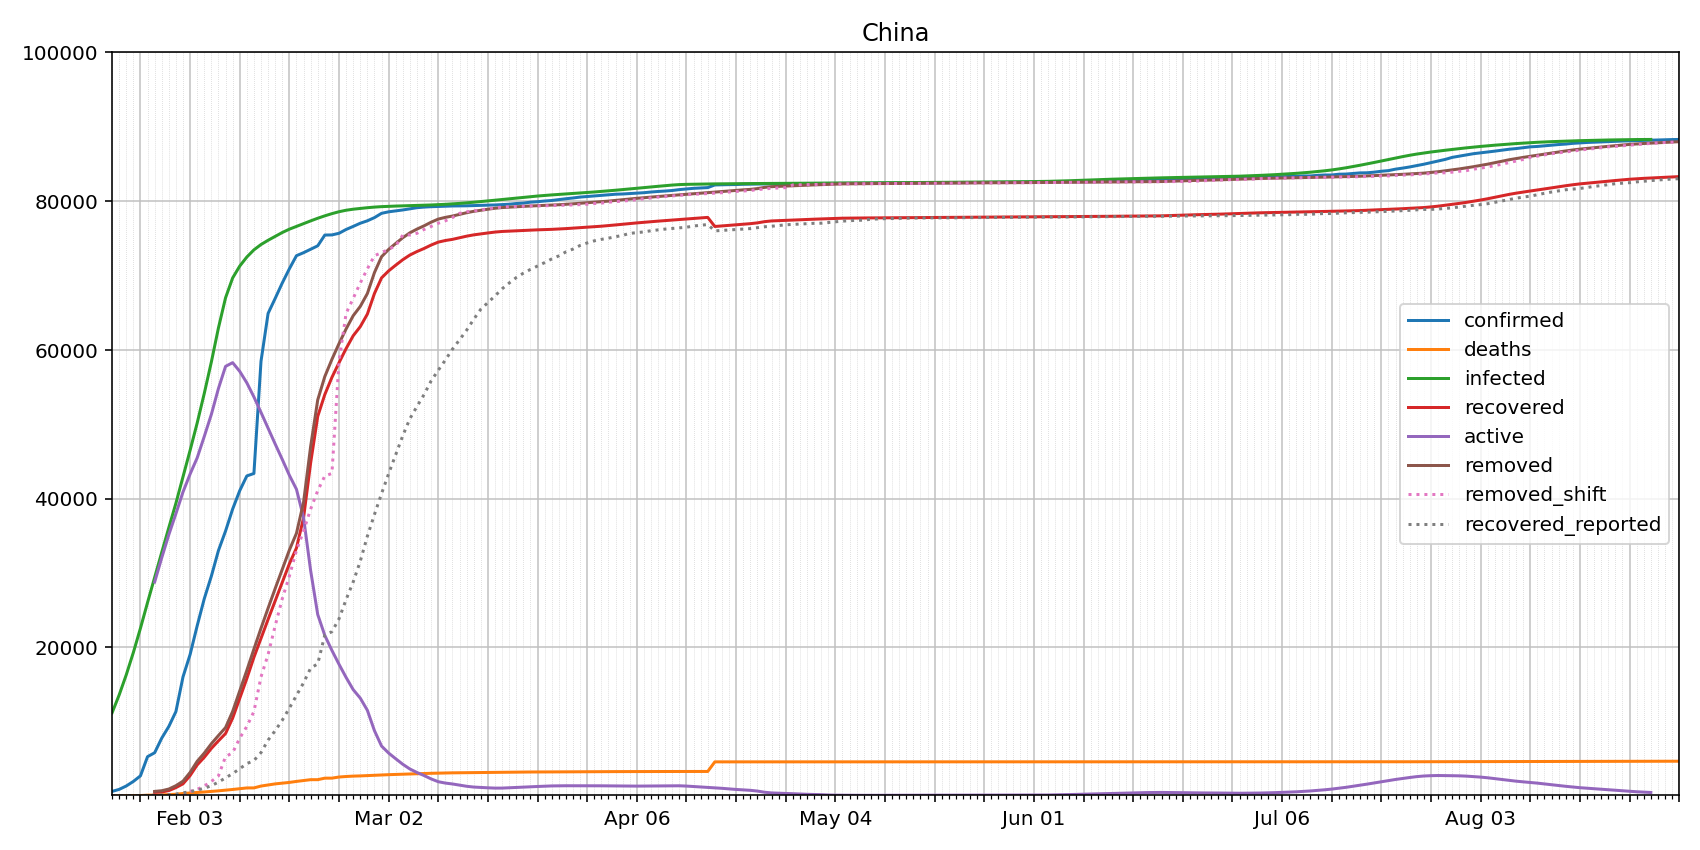 China
100000
80000
60000
40000
20000
Feb 03
Mar 02
Apr 06
May 04
Jun 01
Jul 06
Aug 03
confirmed
deaths
infected
recovered
active
removed
removed_shift
recovered_reported